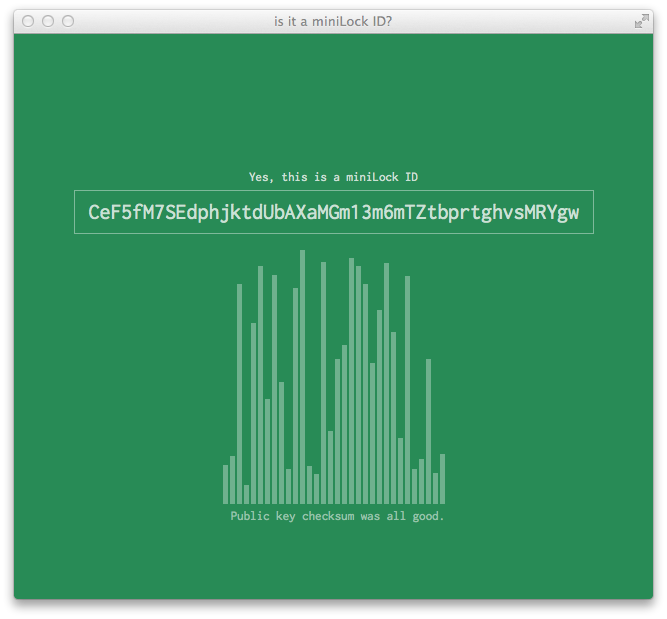 is it a miniLock ID?
Yes, this is a miniLock ID
CeF5fM7SEdphjktdUbAXaMGm13m6mTZtbprtghvsMRYgw
Public key checksum was all good.